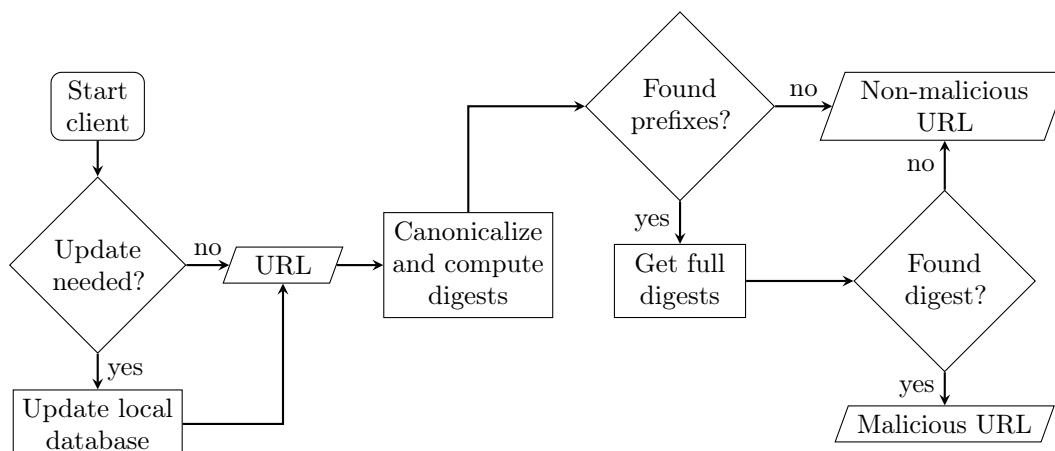 Start
client
Update
needed?
no
yes
Update local
database
URL
Canonicalize
and compute
digests
Found
prefixes?
no
yes
Non-malicious
URL
Get full
digests
Found
digest?
no
yes
Malicious URL